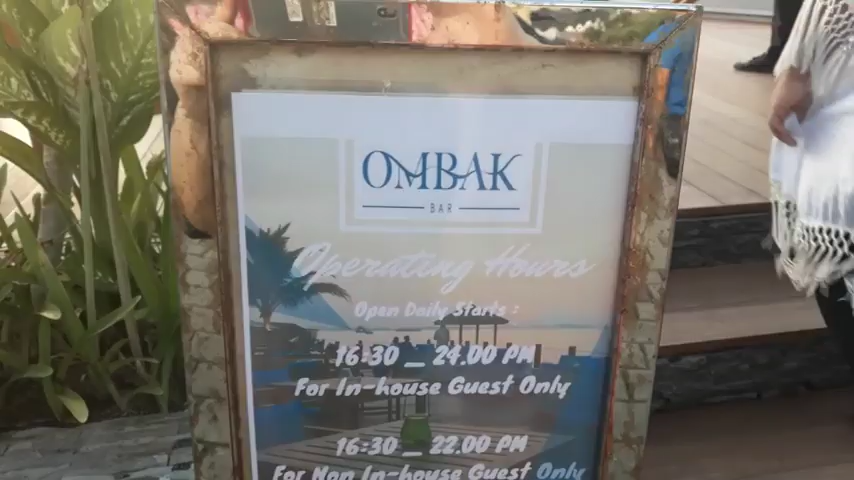 OMBAK
BAR
Operating Hours
Open Daily Starts :
16:30 _ 24.00 PM
For In-house Guest Only
16:30 _ 22.00 PM
For Non In-house Guest Only